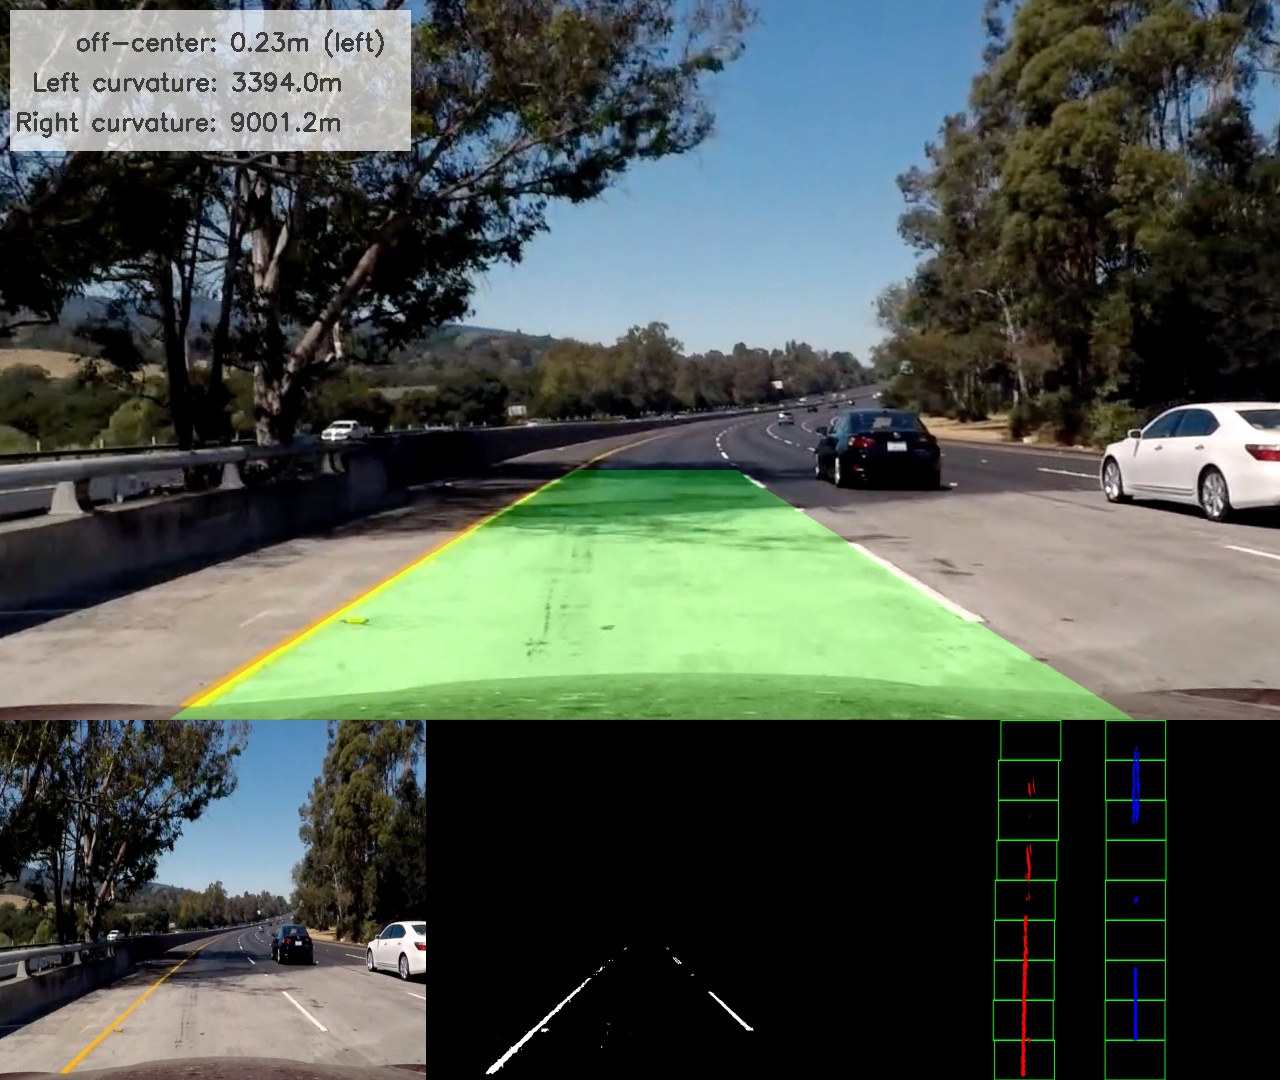 off-center: 0.23m (left)
Left curvature: 3394.0m
Right curvature: 9001.2m